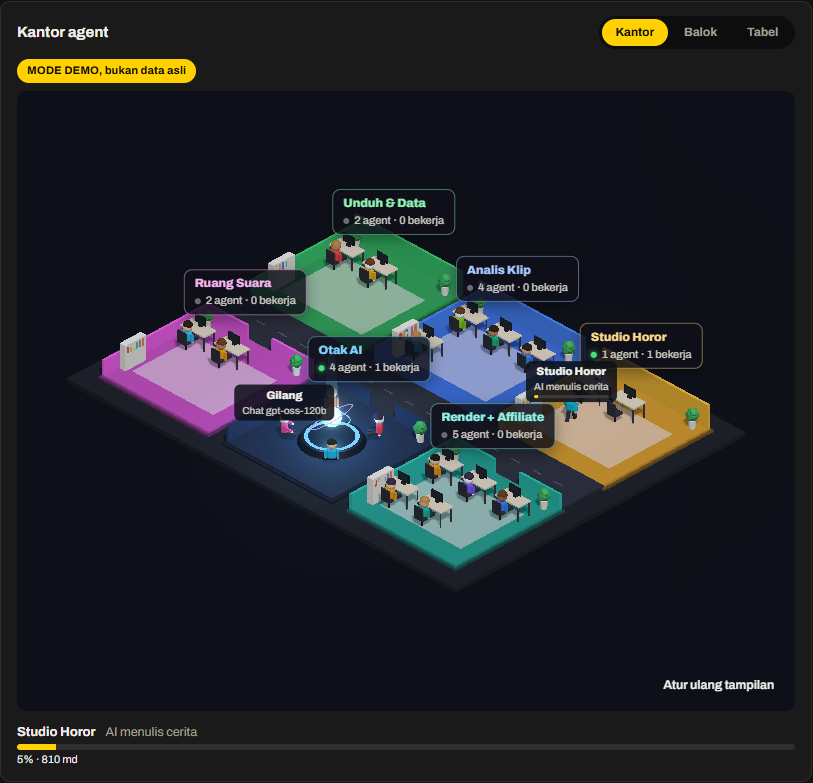 Kantor agent
Kantor
Balok
Tabel
MODE DEMO, bukan data asli
Unduh & Data
2 agent · 0 bekerja
Analis Klip
4 agent · 0 bekerja
Ruang Suara
2 agent · 0 bekerja
Studio Horor
1 agent · 1 bekerja
Otak AI
4 agent · 1 bekerja
Studio Horor
AI menulis cerita
Gilang
Chat gpt-oss-120b
Render + Affiliate
5 agent · 0 bekerja
Atur ulang tampilan
Studio Horor AI menulis cerita
5% · 810 md